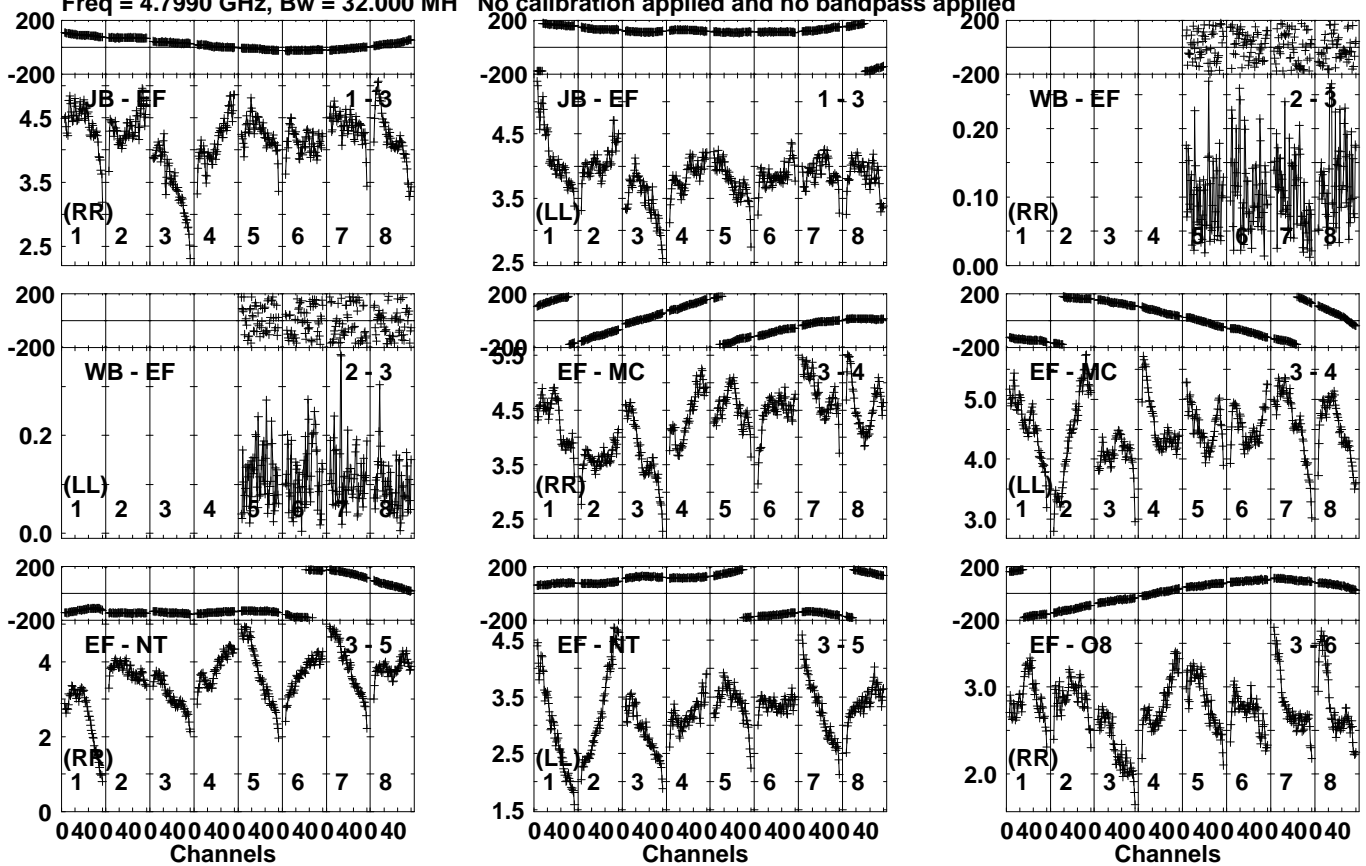 Freq = 4.7990 GHz, Bw = 32.000 MH No calibration applied and no bandpass applied
200
-200
JB - EF 1 - 3
4.5
3.5
2.5
(RR)
1 2 3 4 5 6 7 8
200
-200
JB - EF 1 - 3
4.5
3.5
2.5
(LL)
1 2 3 4 5 6 7 8
200
-200
WB - EF 2 - 3
0.20
0.10
0.00
(RR)
1 2 3 4 5 6 7 8
200
-200
WB - EF 2 - 3
0.2
0.0
(LL)
1 2 3 4 5 6 7 8
200
-200
5.5
EF - MC 3 - 4
4.5
3.5
2.5
(RR)
1 2 3 4 5 6 7 8
200
-200
EF - MC 3 - 4
5.0
4.0
3.0
(LL)
1 2 3 4 5 6 7 8
200
-200
EF - NT 3 - 5
4
2
0
(RR)
1 2 3 4 5 6 7 8
0 40 0 40 0 40 0 40 0 40 0 40 0 40 0 40
Channels
200
-200
EF - NT 3 - 5
4.5
3.5
2.5
1.5
(LL)
1 2 3 4 5 6 7 8
0 40 0 40 0 40 0 40 0 40 0 40 0 40 0 40
Channels
200
-200
EF - O8 3 - 6
3.0
2.0
(RR)
1 2 3 4 5 6 7 8
0 40 0 40 0 40 0 40 0 40 0 40 0 40 0 40
Channels